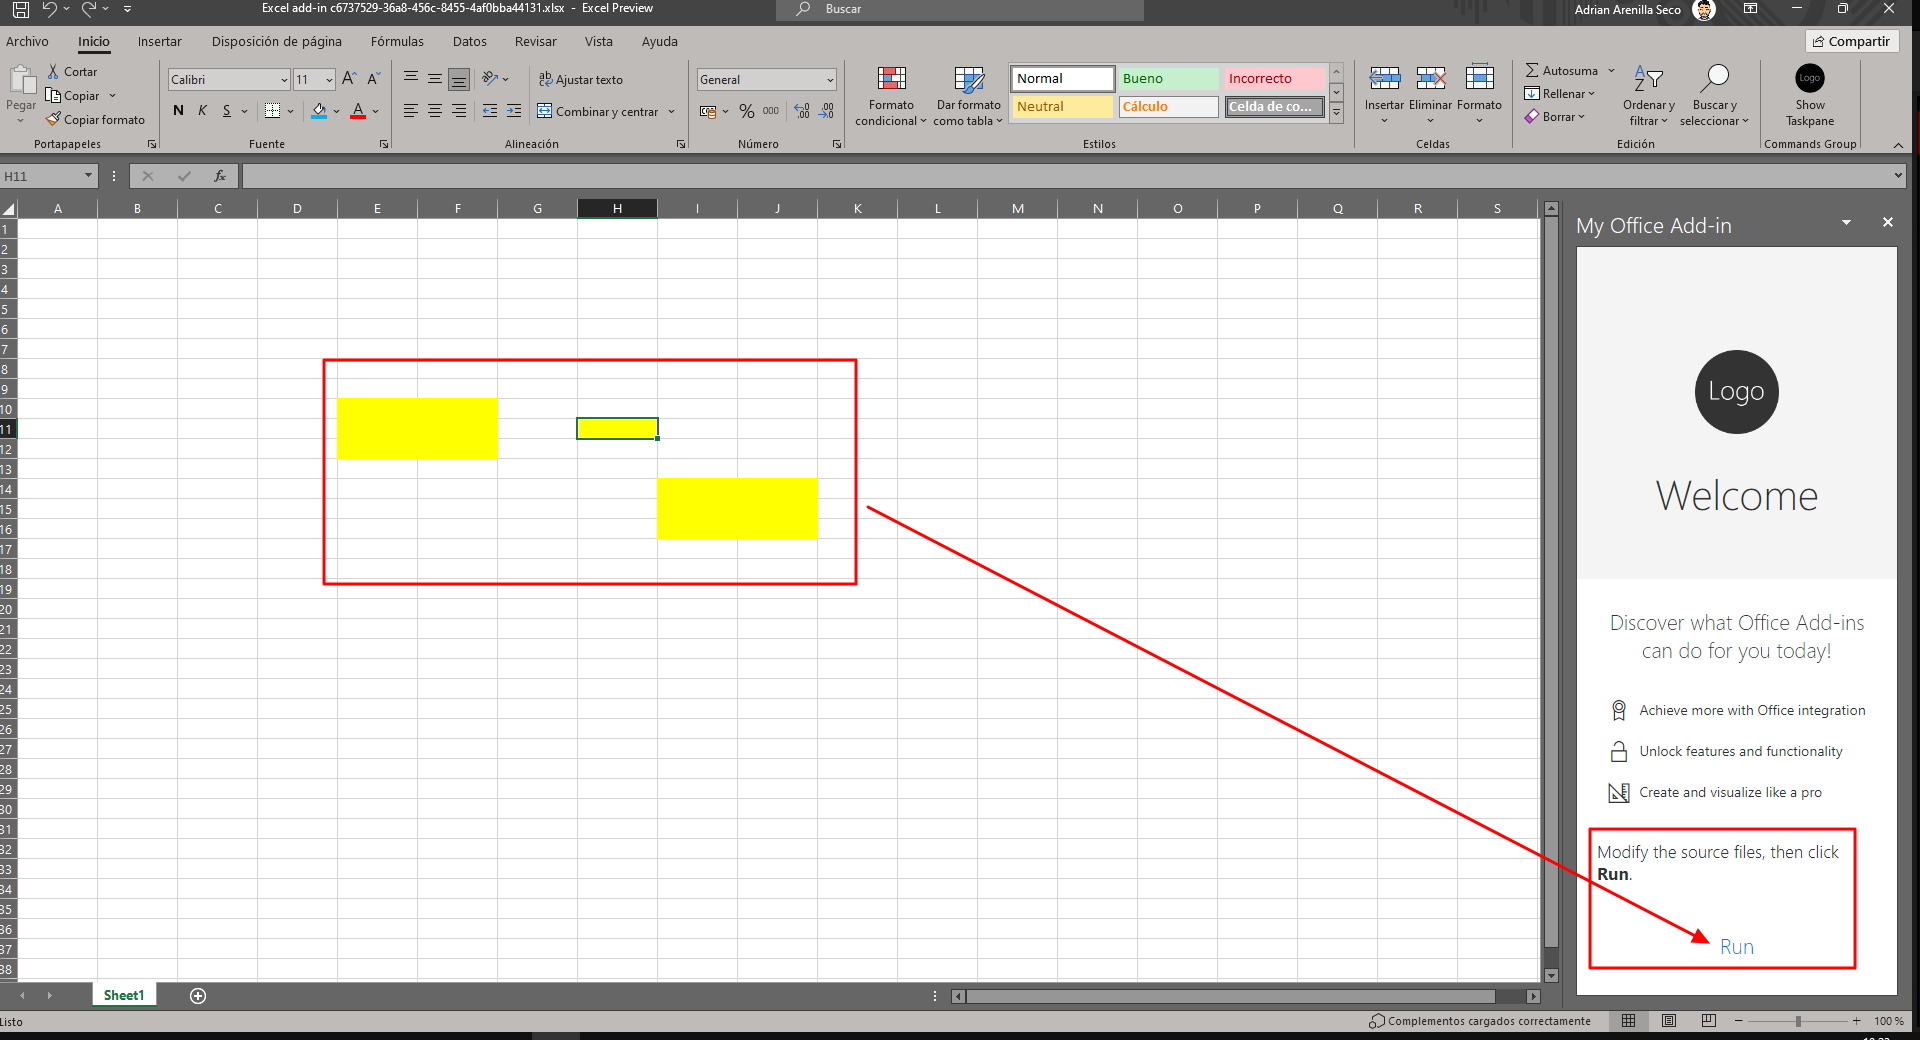 Excel add-in c6737529-36a8-456c-8455-4af0bba44131.xlsx - Excel Preview
Buscar
Adrian Arenilla Seco
Archivo Inicio Insertar Disposición de página Fórmulas Datos Revisar Vista Ayuda
Compartir
Pegar
Cortar
Copiar
Copiar formato
Portapapeles
Calibri 11
N K S
Fuente
Ajustar texto
Combinar y centrar
Alineación
General
% 000
Número
Formato condicional
Dar formato como tabla
Normal Bueno Incorrecto
Neutral Cálculo Celda de co...
Estilos
Insertar Eliminar Formato
Celdas
Autosuma
Rellenar
Borrar
Ordenar y filtrar
Buscar y seleccionar
Edición
Logo
Show Taskpane
Commands Group
H11
fx
A B C D E F G H I J K L M N O P Q R S
1
2
3
4
5
6
7
8
9
10
11
12
13
14
15
16
17
18
19
20
21
22
23
24
25
26
27
28
29
30
31
32
33
34
35
36
37
38
My Office Add-in
Logo
Welcome
Discover what Office Add-ins
can do for you today!
Achieve more with Office integration
Unlock features and functionality
Create and visualize like a pro
Modify the source files, then click
Run.
Run
Sheet1
Listo
Complementos cargados correctamente
100 %